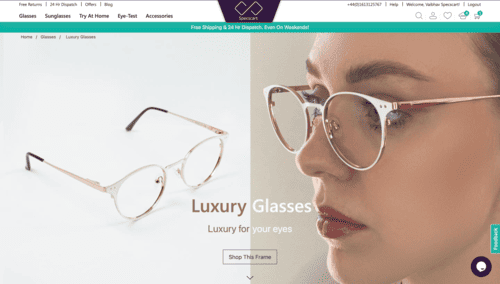 Free Returns | 24 Hr Dispatch | Offers | Blog
Specscart
+44(0)1613125767 | Help | Welcome, Vaibhav Specscart! | Logout
Glasses Sunglasses Try At Home Eye-Test Accessories
Free Shipping & 24 Hr Dispatch. Even On Weekends!
Home / Glasses / Luxury Glasses
Luxury Glasses
Luxury for your eyes
Shop This Frame
Feedback